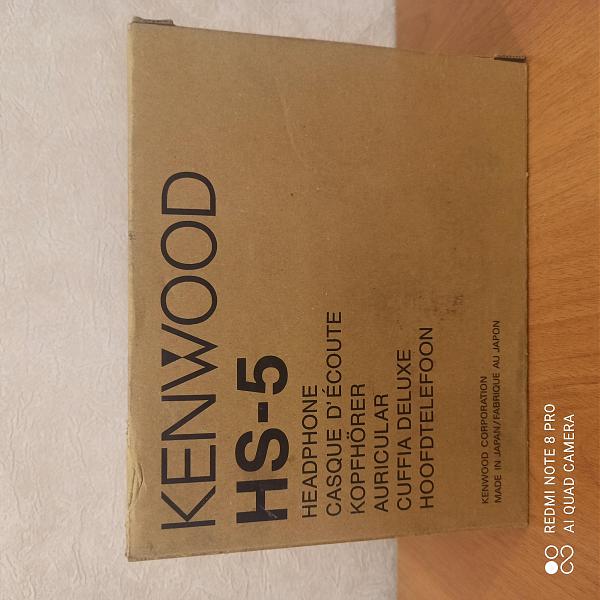 KENWOOD
HS-5
HEADPHONE
CASQUE D'ÉCOUTE
KOPFHÖRER
AURICULAR
CUFFIA DELUXE
HOOFDTELEFOON
KENWOOD CORPORATION
MADE IN JAPAN/FABRIQUE AU JAPON
REDMI NOTE 8 PRO
AI QUAD CAMERA